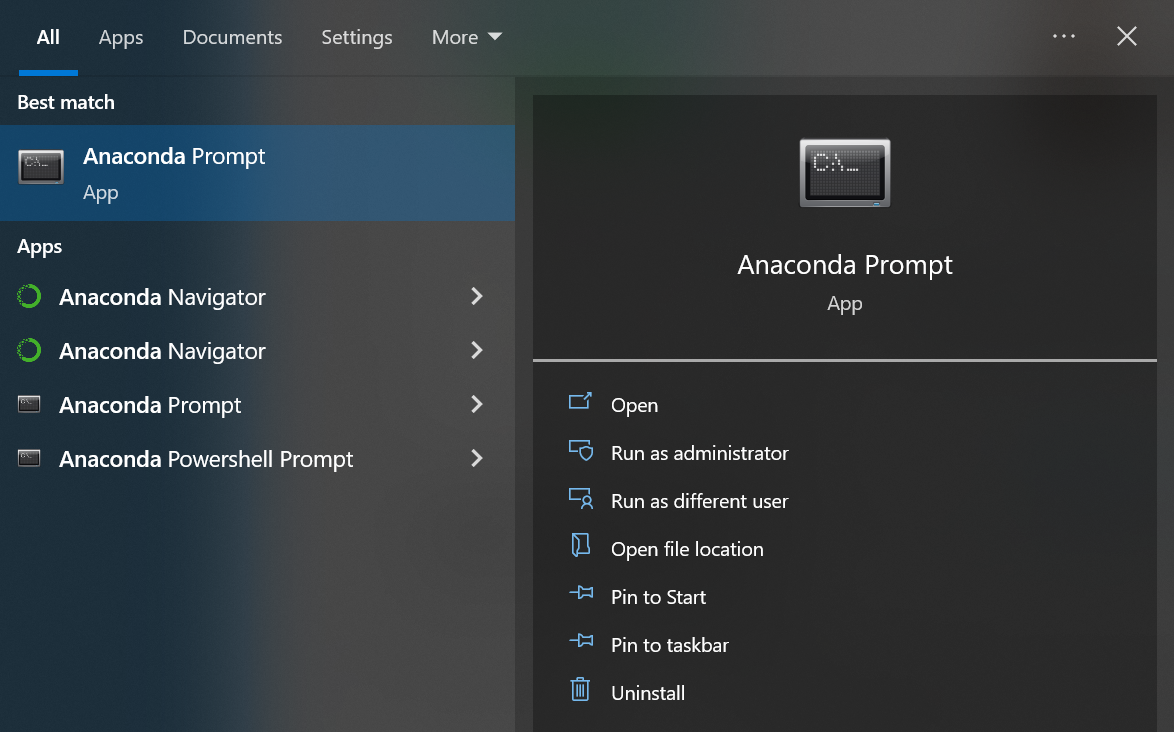 All Apps Documents Settings More
Best match
Anaconda Prompt
App
Apps
Anaconda Navigator
Anaconda Navigator
Anaconda Prompt
Anaconda Powershell Prompt
C:\_
Anaconda Prompt
App
Open
Run as administrator
Run as different user
Open file location
Pin to Start
Pin to taskbar
Uninstall